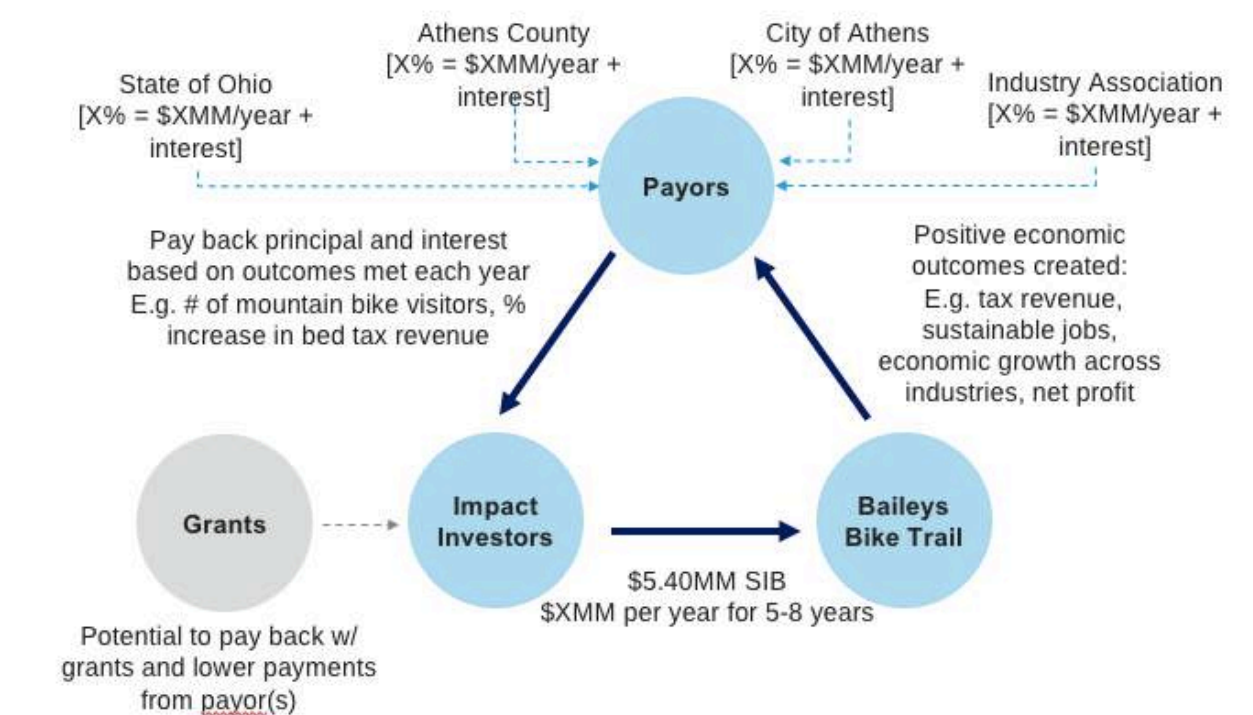 Athens County
[X% = $XMM/year +
interest]
City of Athens
[X% = $XMM/year +
interest]
State of Ohio
[X% = $XMM/year +
interest]
Industry Association
[X% = $XMM/year +
interest]
Payors
Pay back principal and interest
based on outcomes met each year
E.g. # of mountain bike visitors, %
increase in bed tax revenue
Positive economic
outcomes created:
E.g. tax revenue,
sustainable jobs,
economic growth across
industries, net profit
Grants
Impact
Investors
Baileys
Bike Trail
$5.40MM SIB
$XMM per year for 5-8 years
Potential to pay back w/
grants and lower payments
from payor(s)